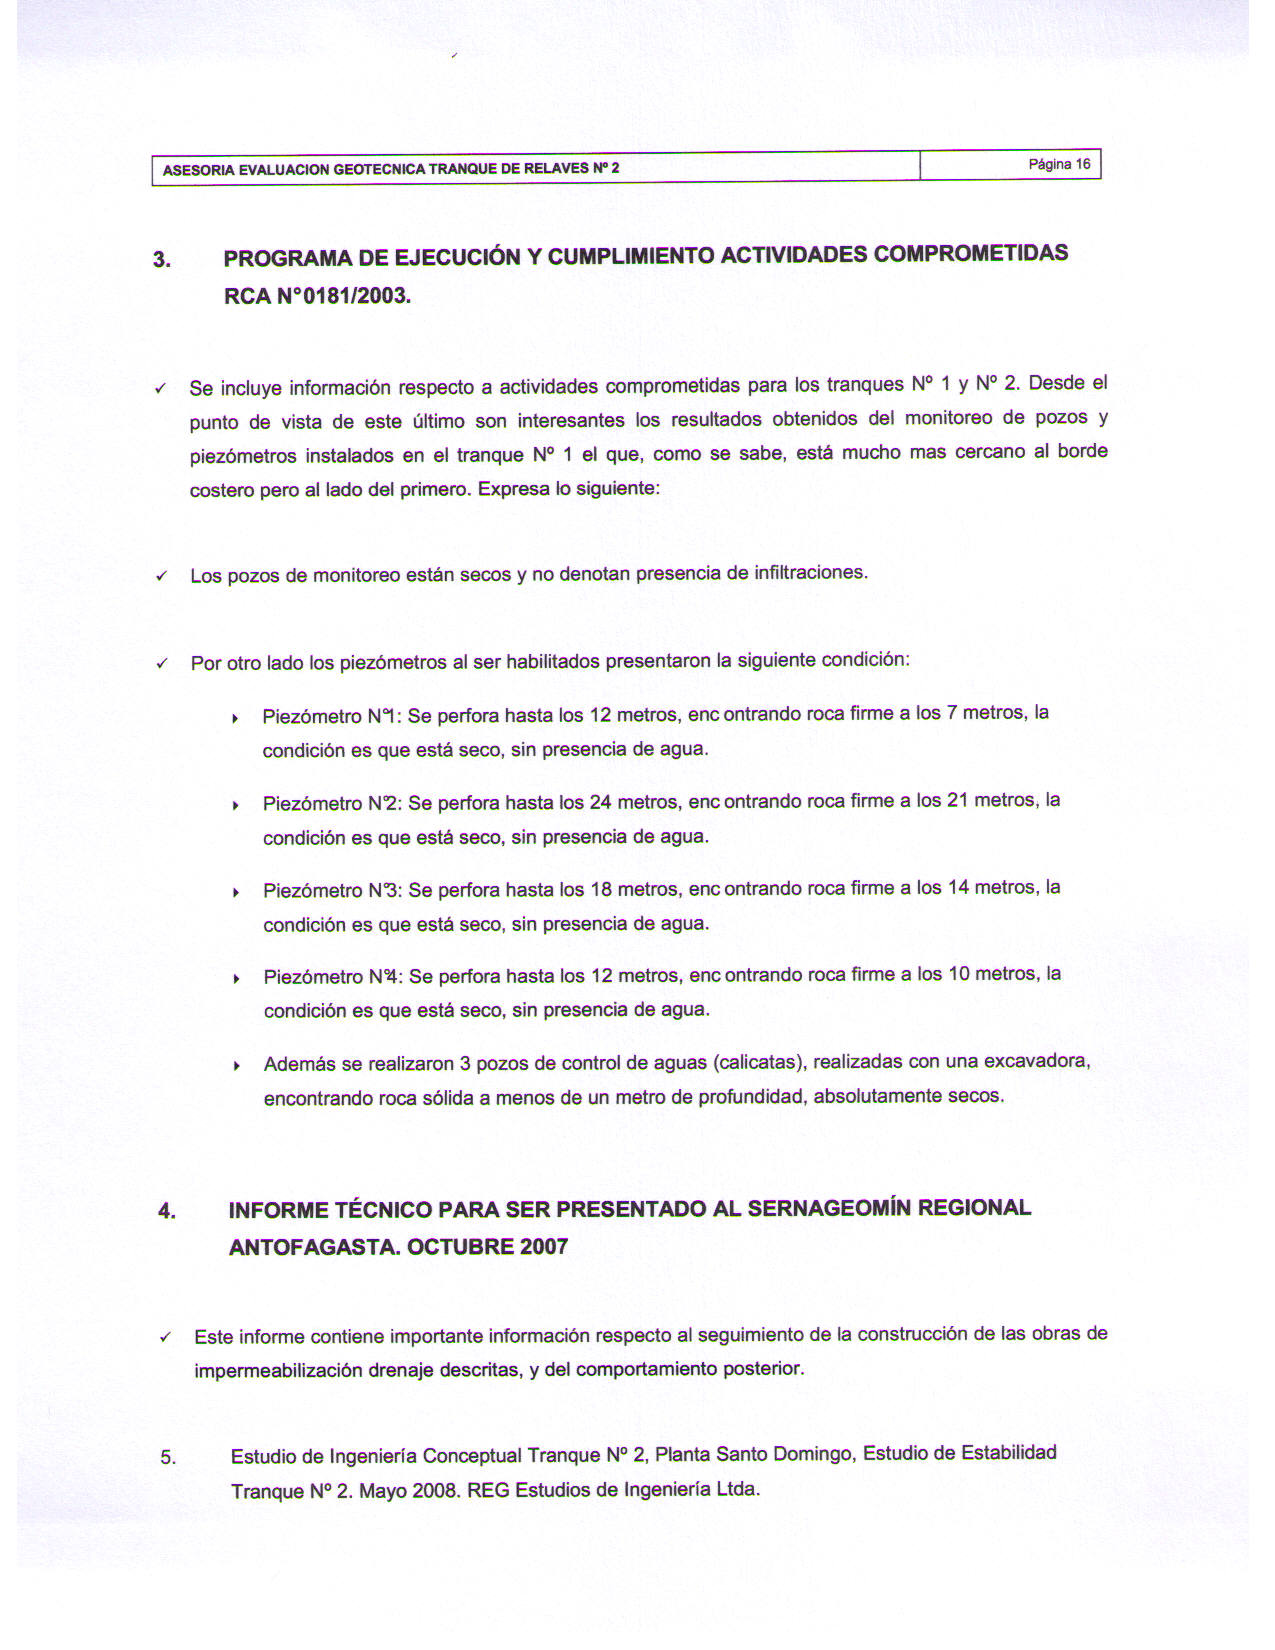 ASESORIA EVALUACION GEOTECNICA TRANQUE DE RELAVES Nº 2
Página 16
3. PROGRAMA DE EJECUCIÓN Y CUMPLIMIENTO ACTIVIDADES COMPROMETIDAS
RCA N°0181/2003.
✓ Se incluye información respecto a actividades comprometidas para los tranques Nº 1 y Nº 2. Desde el
punto de vista de este último son interesantes los resultados obtenidos del monitoreo de pozos y
piezómetros instalados en el tranque Nº 1 el que, como se sabe, está mucho mas cercano al borde
costero pero al lado del primero. Expresa lo siguiente:
✓ Los pozos de monitoreo están secos y no denotan presencia de infiltraciones.
✓ Por otro lado los piezómetros al ser habilitados presentaron la siguiente condición:
Piezómetro N°1: Se perfora hasta los 12 metros, enc ontrando roca firme a los 7 metros, la
condición es que está seco, sin presencia de agua.
Piezómetro N°2: Se perfora hasta los 24 metros, enc ontrando roca firme a los 21 metros, la
condición es que está seco, sin presencia de agua.
Piezómetro N°3: Se perfora hasta los 18 metros, enc ontrando roca firme a los 14 metros, la
condición es que está seco, sin presencia de agua.
Piezómetro N°4: Se perfora hasta los 12 metros, enc ontrando roca firme a los 10 metros, la
condición es que está seco, sin presencia de agua.
Además se realizaron 3 pozos de control de aguas (calicatas), realizadas con una excavadora,
encontrando roca sólida a menos de un metro de profundidad, absolutamente secos.
4. INFORME TÉCNICO PARA SER PRESENTADO AL SERNAGEOMÍN REGIONAL
ANTOFAGASTA. OCTUBRE 2007
✓ Este informe contiene importante información respecto al seguimiento de la construcción de las obras de
impermeabilización drenaje descritas, y del comportamiento posterior.
5. Estudio de Ingeniería Conceptual Tranque Nº 2, Planta Santo Domingo, Estudio de Estabilidad
Tranque Nº 2. Mayo 2008. REG Estudios de Ingeniería Ltda.